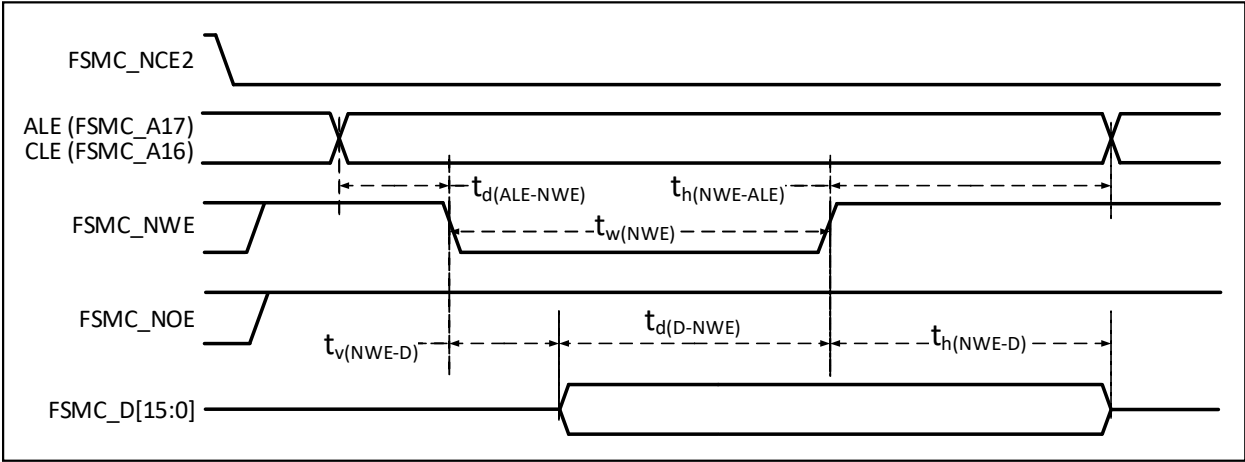 FSMC_NCE2
ALE (FSMC_A17)
CLE (FSMC_A16)
td(ALE-NWE)
th(NWE-ALE)
FSMC_NWE
tw(NWE)
FSMC_NOE
tv(NWE-D)
td(D-NWE)
th(NWE-D)
FSMC_D[15:0]